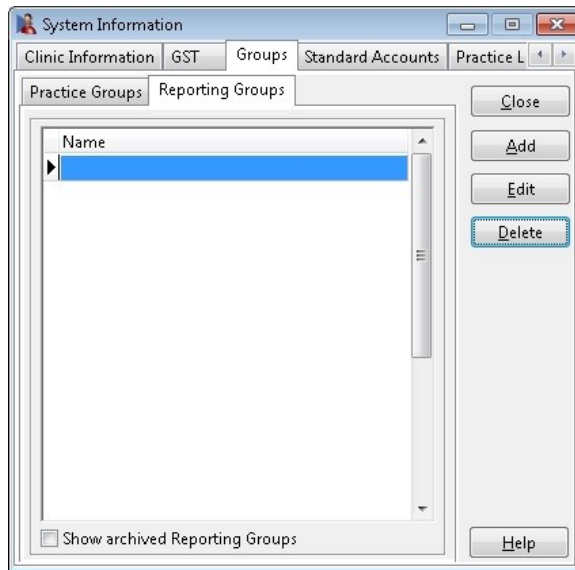 System Information
Clinic Information GST Groups Standard Accounts Practice L
Practice Groups Reporting Groups
Close
Name
Add
Edit
Delete
Show archived Reporting Groups
Help